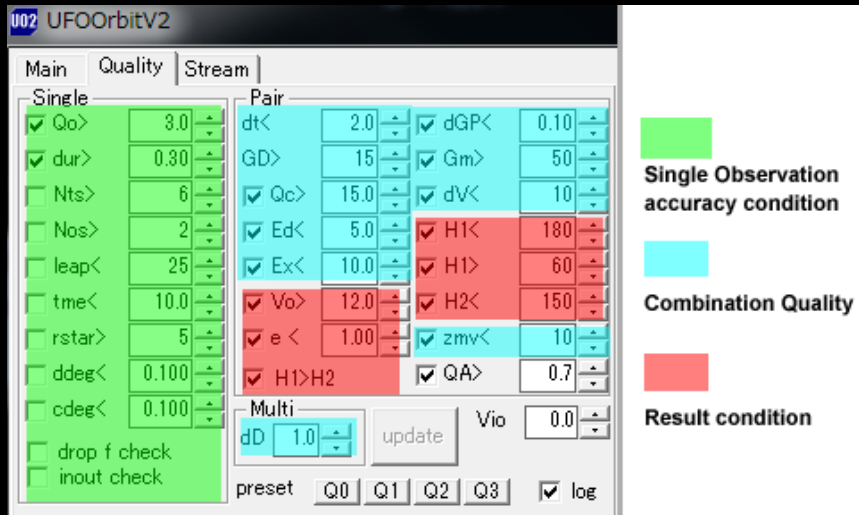 UO2 UFOOrbitV2
Main Quality Stream
Single
Qo> 3.0
dur> 0.30
Nts> 6
Nos> 2
leap< 25
tme< 10.0
rstar> 5
ddeg< 0.100
cdeg< 0.100
drop f check
inout check
Pair
dt< 2.0 dGP< 0.10
GD> 15 Gm> 50
Qc> 15.0 dV< 10
Ed< 5.0 H1< 180
Ex< 10.0 H1> 60
Vo> 12.0 H2< 150
e < 1.00 zmv< 10
H1>H2 QA> 0.7
Multi
dD 1.0 update Vio 0.0
preset Q0 Q1 Q2 Q3 log
Single Observation
accuracy condition
Combination Quality
Result condition